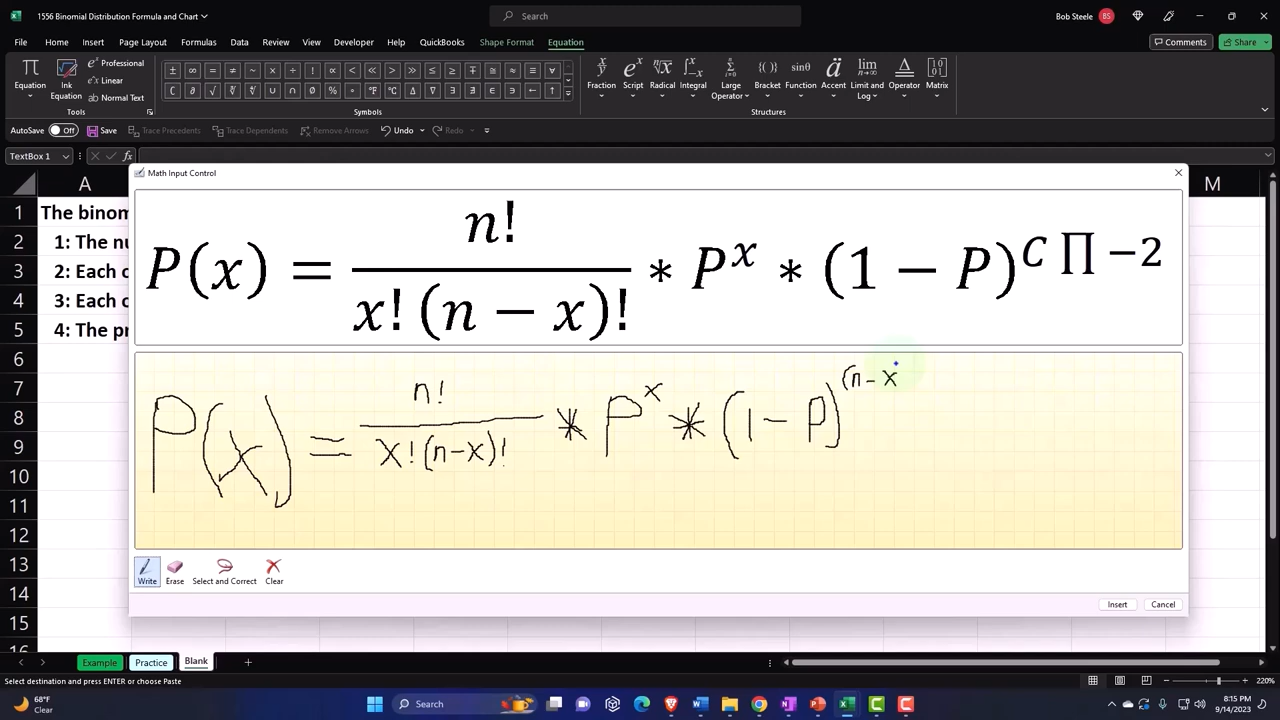 1556 Binomial Distribution Formula and Chart
Search
Bob Steele BS
File Home Insert Page Layout Formulas Data Review View Developer Help QuickBooks Shape Format Equation
Comments Share
Equation Ink Equation Professional Linear Normal Text
Fraction Script Radical Integral Large Operator Bracket Function Accent Limit and Log Operator Matrix
Tools Symbols Structures
AutoSave Off Save Trace Precedents Trace Dependents Remove Arrows Undo Redo
TextBox 1 fx
Math Input Control
A M
1 The binom
2 1: The nu
3 2: Each c
4 3: Each c
5 4: The pr
6
7
8
9
10
11
12
13
14
15
16
P(x) = n! / x!(n − x)! * P^x * (1 − P)^(C ∏ −2)
P(x) = n! / x!(n-x)! * P^x * (1 - P)^(n-x
Write Erase Select and Correct Clear
Insert Cancel
Example Practice Blank
Select destination and press ENTER or choose Paste
220%
68°F
Clear
Search
8:15 PM
9/14/2023